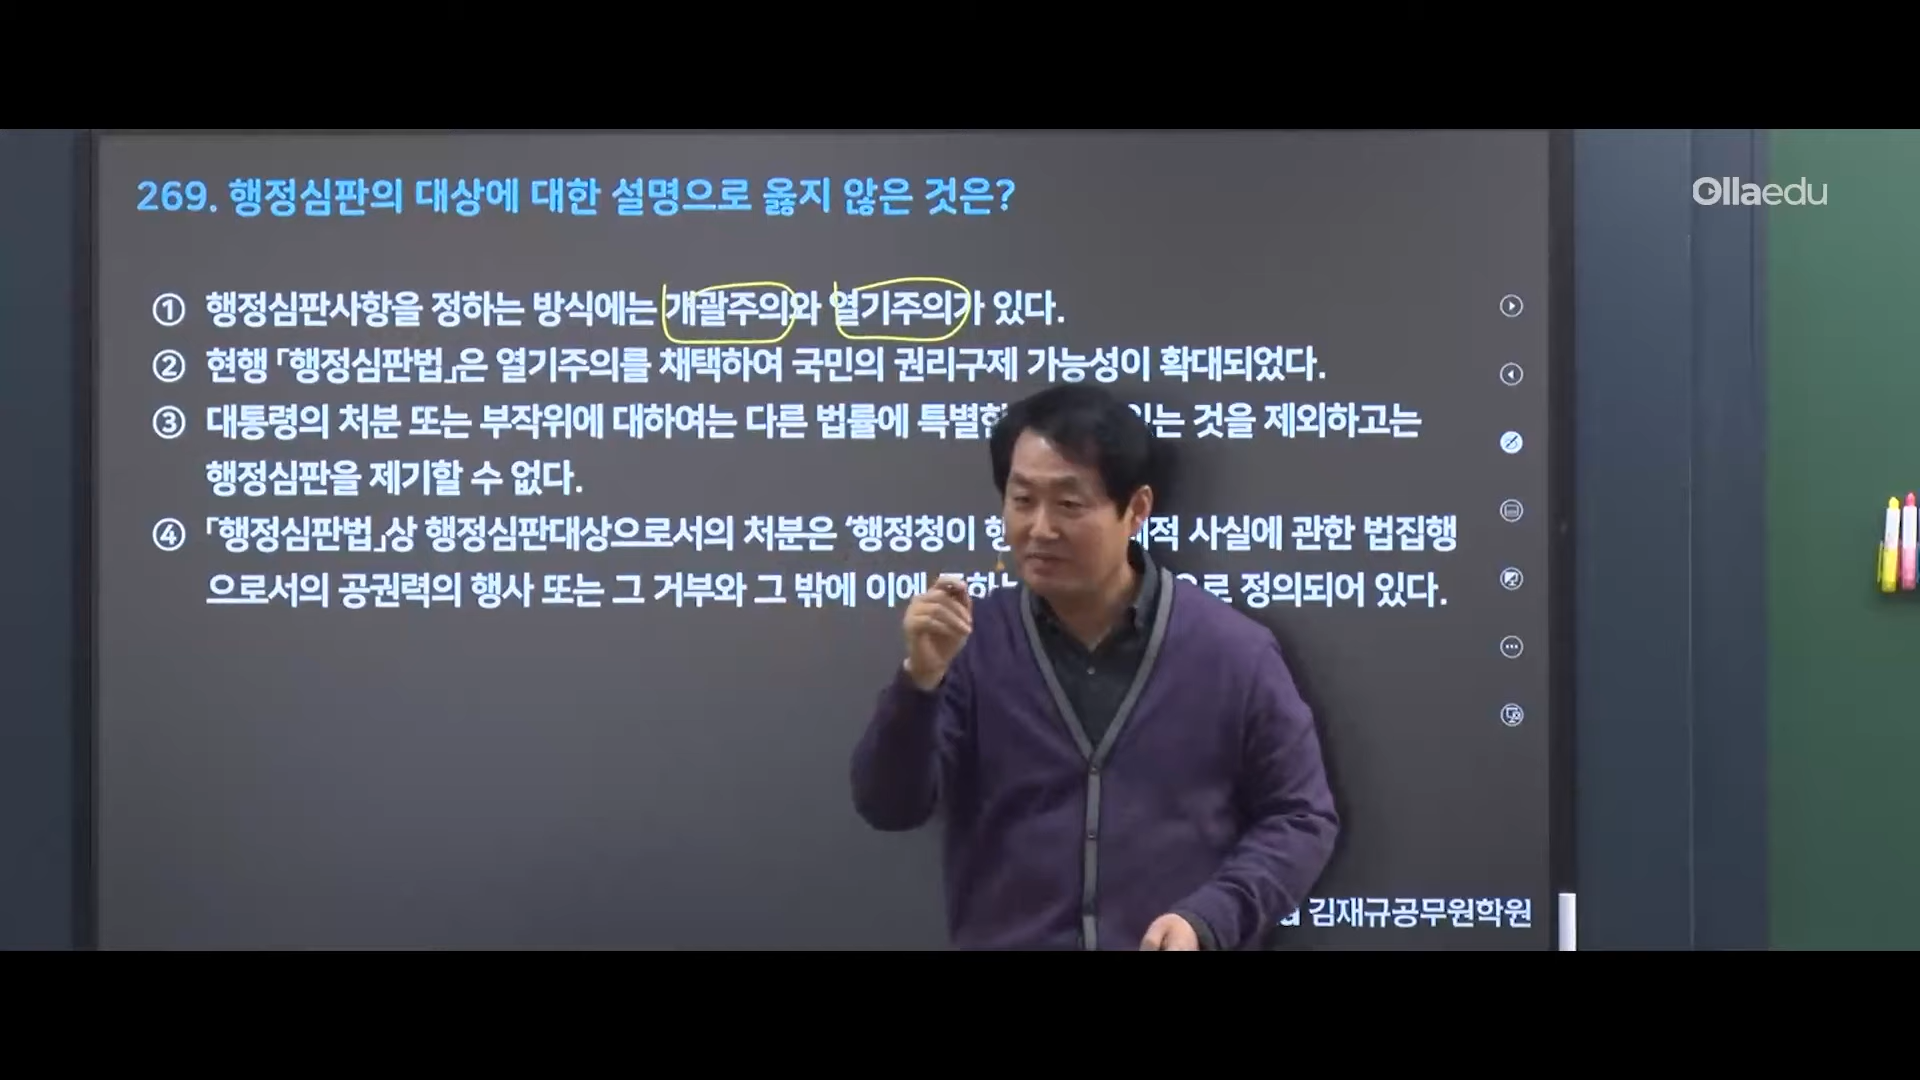 Ollaedu
269. 행정심판의 대상에 대한 설명으로 옳지 않은 것은?
① 행정심판사항을 정하는 방식에는 개괄주의와 열기주의가 있다.
② 현행 「행정심판법」은 열기주의를 채택하여 국민의 권리구제 가능성이 확대되었다.
③ 대통령의 처분 또는 부작위에 대하여는 다른 법률에 것을 제외하고는
행정심판을 제기할 수 없다.
④ 「행정심판법」상 행정심판대상으로서의 처분은 ‘행정청이 사실에 관한 법집행
으로서의 공권력의 행사 또는 그 거부와 그 밖에 이에 정의되어 있다.
김재규공무원학원